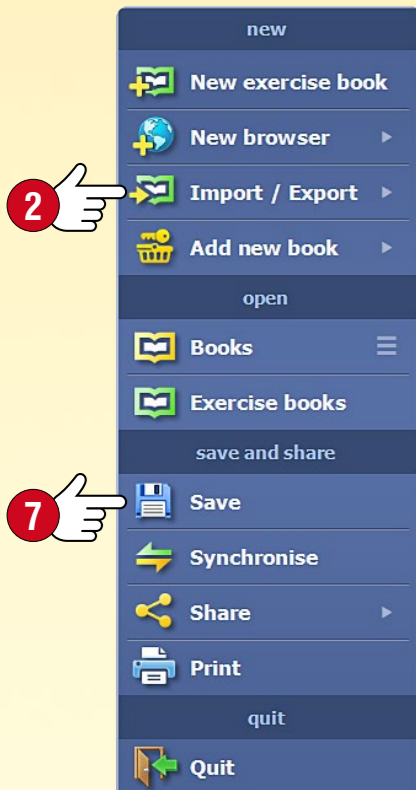 new
New exercise book
New browser
2
Import / Export
Add new book
open
Books
Exercise books
save and share
7
Save
Synchronise
Share
Print
quit
Quit